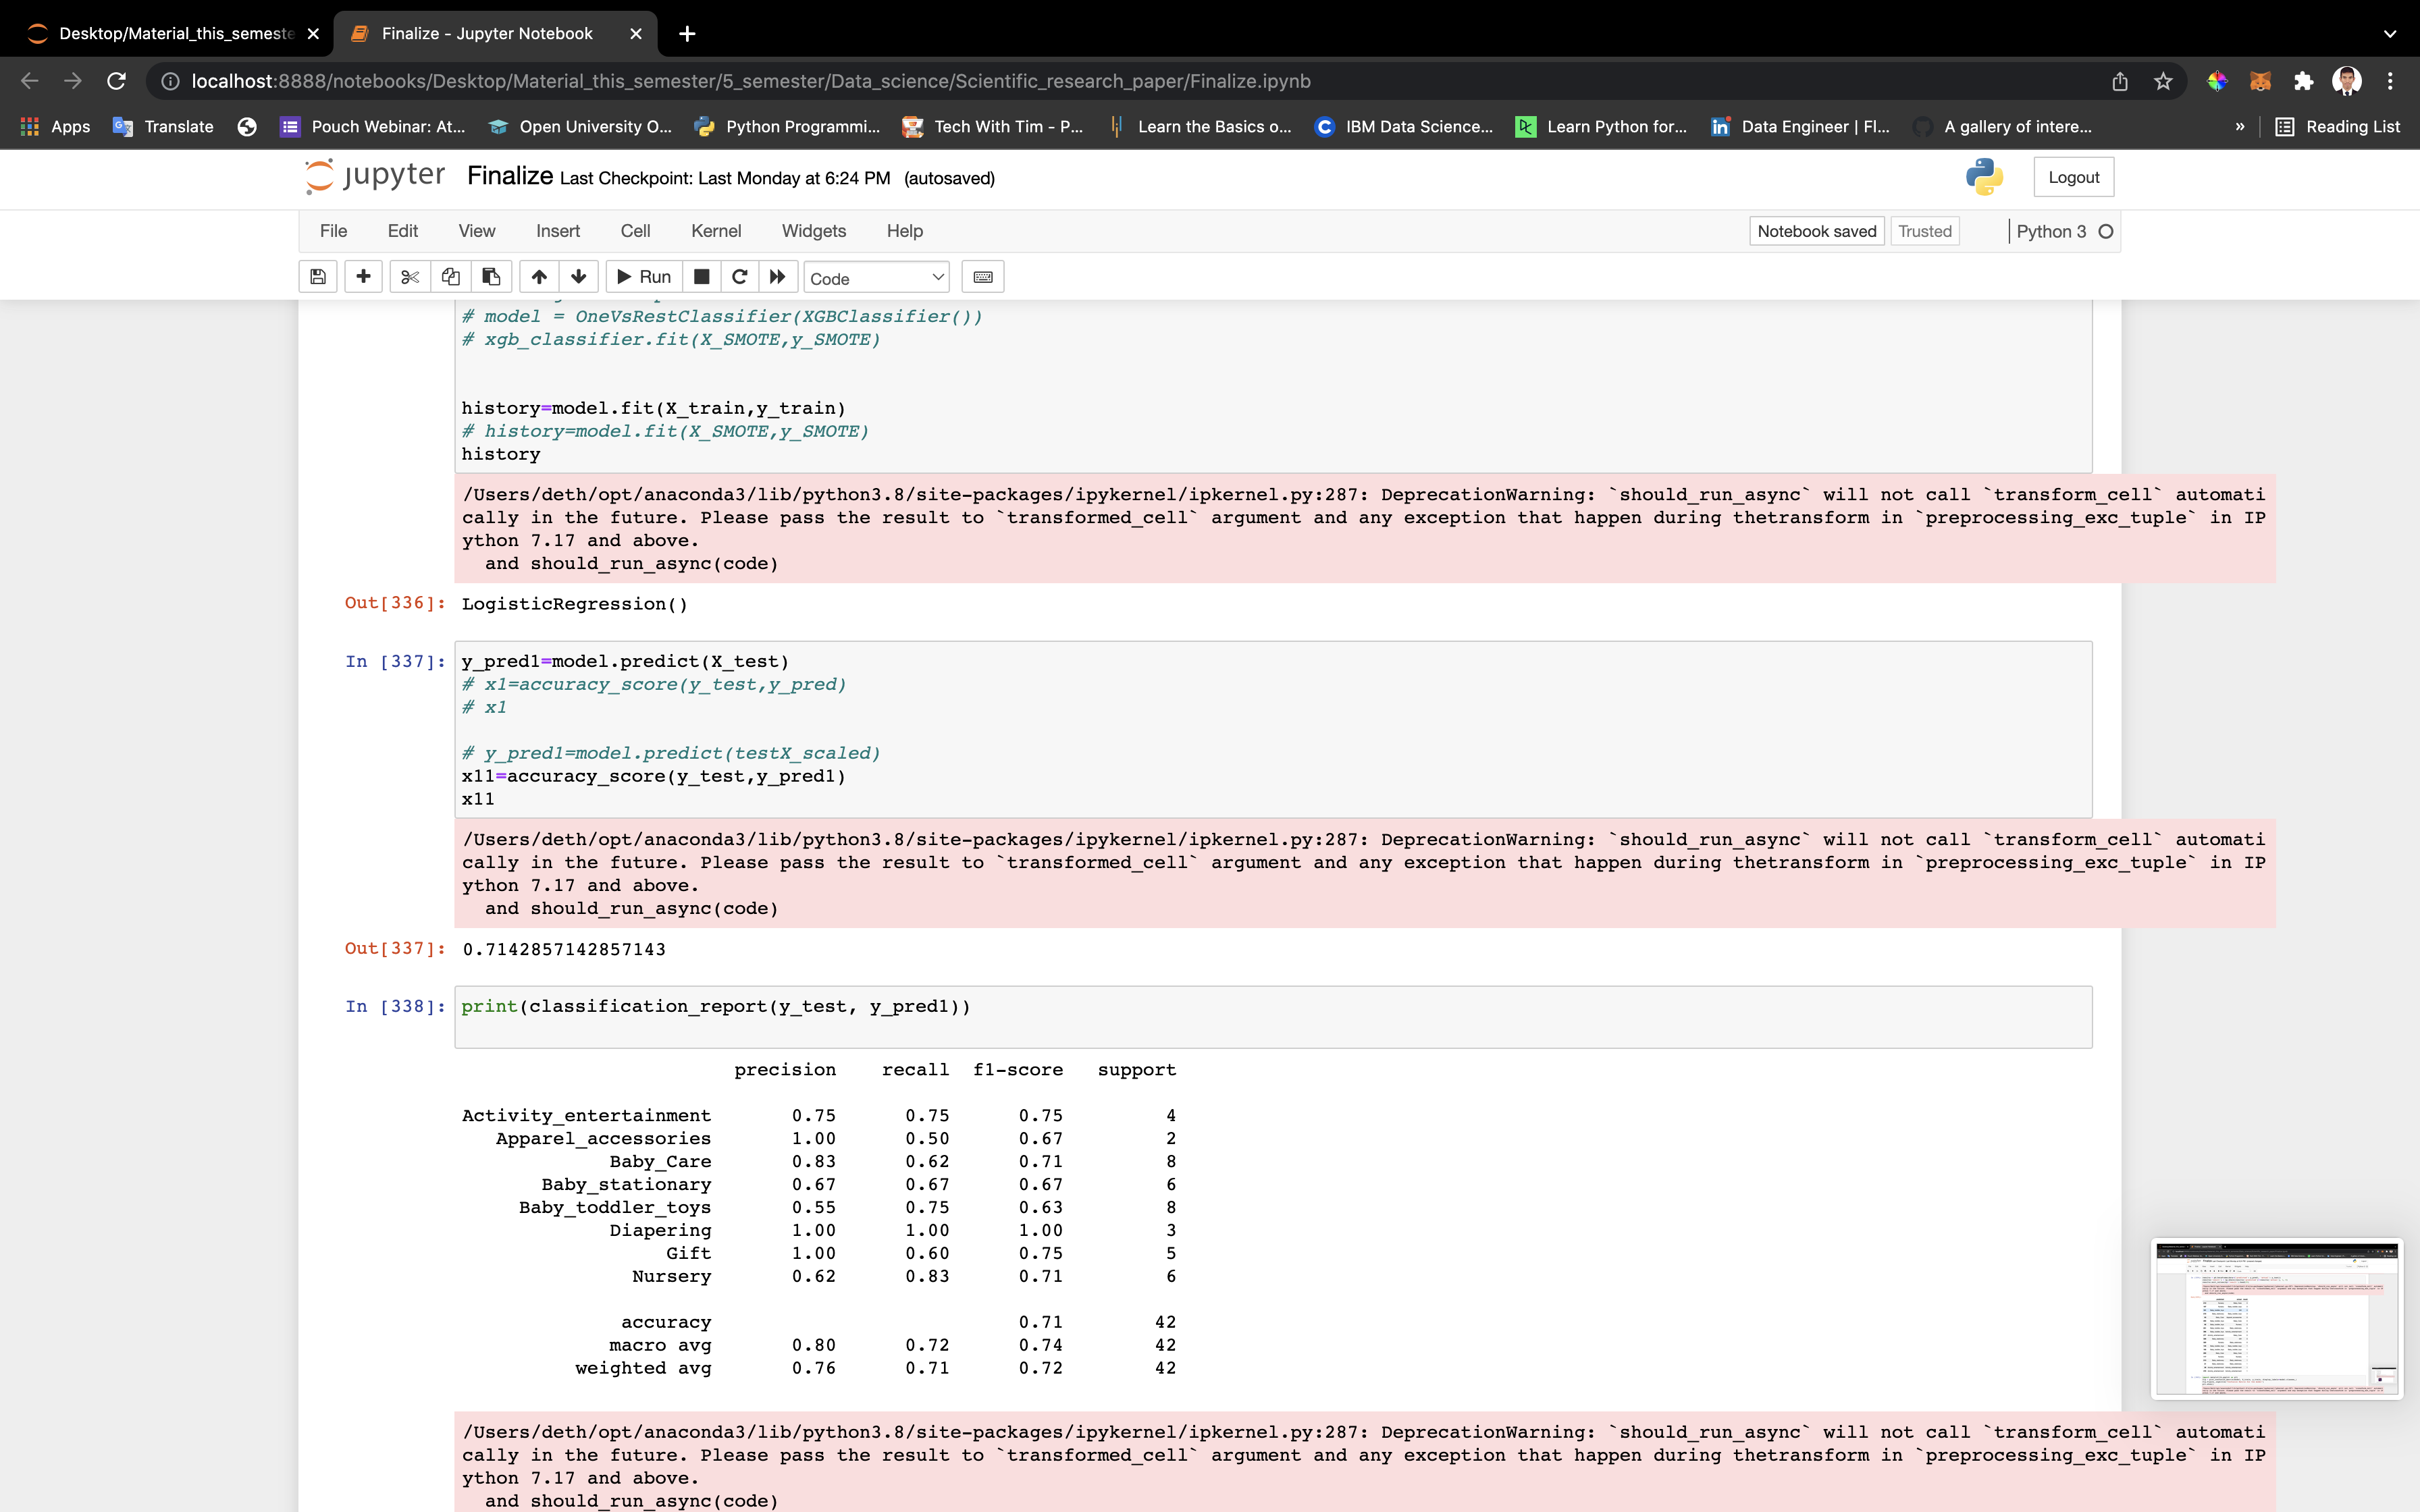 Desktop/Material_this_semeste
Finalize - Jupyter Notebook
localhost:8888/notebooks/Desktop/Material_this_semester/5_semester/Data_science/Scientific_research_paper/Finalize.ipynb
Apps Translate Pouch Webinar: At... Open University O... Python Programmi... Tech With Tim - P... Learn the Basics o... IBM Data Science... Learn Python for... Data Engineer | Fl... A gallery of intere... » Reading List
jupyter Finalize Last Checkpoint: Last Monday at 6:24 PM (autosaved) Logout
File Edit View Insert Cell Kernel Widgets Help Notebook saved Trusted Python 3
Run Code
# model = OneVsRestClassifier(XGBClassifier())
# xgb_classifier.fit(X_SMOTE,y_SMOTE)
history=model.fit(X_train,y_train)
# history=model.fit(X_SMOTE,y_SMOTE)
history
/Users/deth/opt/anaconda3/lib/python3.8/site-packages/ipykernel/ipkernel.py:287: DeprecationWarning: `should_run_async` will not call `transform_cell` automati
cally in the future. Please pass the result to `transformed_cell` argument and any exception that happen during thetransform in `preprocessing_exc_tuple` in IP
ython 7.17 and above.
and should_run_async(code)
Out[336]: LogisticRegression()
In [337]: y_pred1=model.predict(X_test)
# x1=accuracy_score(y_test,y_pred)
# x1
# y_pred1=model.predict(testX_scaled)
x11=accuracy_score(y_test,y_pred1)
x11
/Users/deth/opt/anaconda3/lib/python3.8/site-packages/ipykernel/ipkernel.py:287: DeprecationWarning: `should_run_async` will not call `transform_cell` automati
cally in the future. Please pass the result to `transformed_cell` argument and any exception that happen during thetransform in `preprocessing_exc_tuple` in IP
ython 7.17 and above.
and should_run_async(code)
Out[337]: 0.7142857142857143
In [338]: print(classification_report(y_test, y_pred1))
precision recall f1-score support
Activity_entertainment 0.75 0.75 0.75 4
Apparel_accessories 1.00 0.50 0.67 2
Baby_Care 0.83 0.62 0.71 8
Baby_stationary 0.67 0.67 0.67 6
Baby_toddler_toys 0.55 0.75 0.63 8
Diapering 1.00 1.00 1.00 3
Gift 1.00 0.60 0.75 5
Nursery 0.62 0.83 0.71 6
accuracy 0.71 42
macro avg 0.80 0.72 0.74 42
weighted avg 0.76 0.71 0.72 42
/Users/deth/opt/anaconda3/lib/python3.8/site-packages/ipykernel/ipkernel.py:287: DeprecationWarning: `should_run_async` will not call `transform_cell` automati
cally in the future. Please pass the result to `transformed_cell` argument and any exception that happen during thetransform in `preprocessing_exc_tuple` in IP
ython 7.17 and above.
and should_run_async(code)